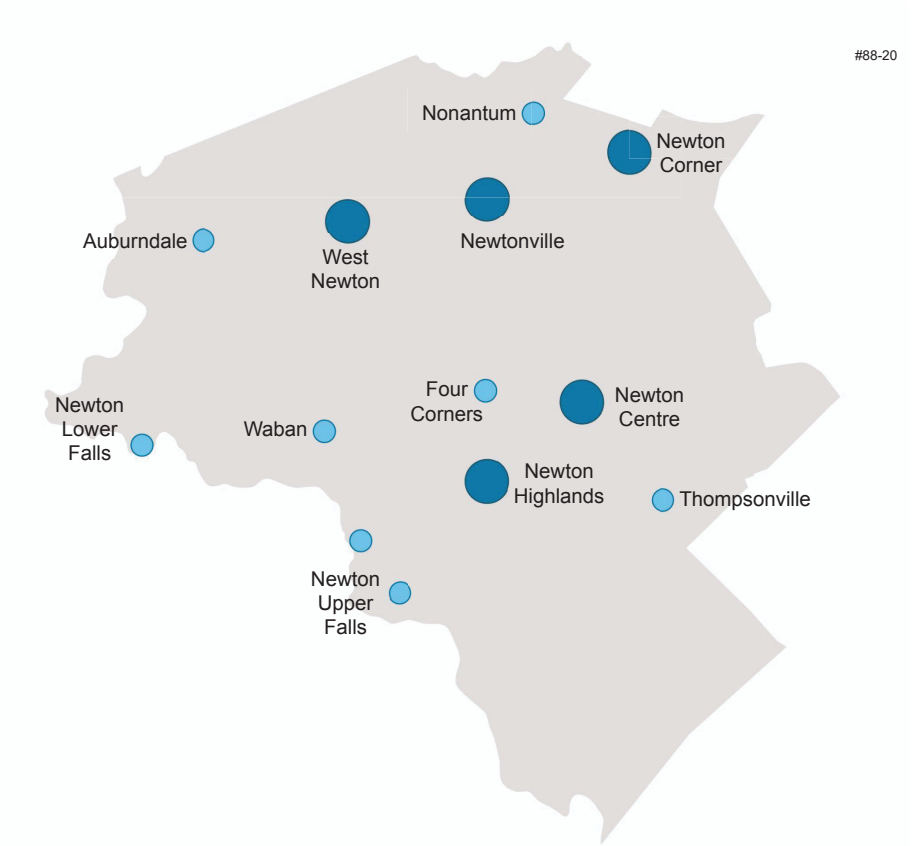 #88-20
Nonantum
Newton
Corner
Auburndale
West
Newton
Newtonville
Newton
Lower
Falls
Waban
Four
Corners
Newton
Centre
Newton
Highlands
Thompsonville
Newton
Upper
Falls